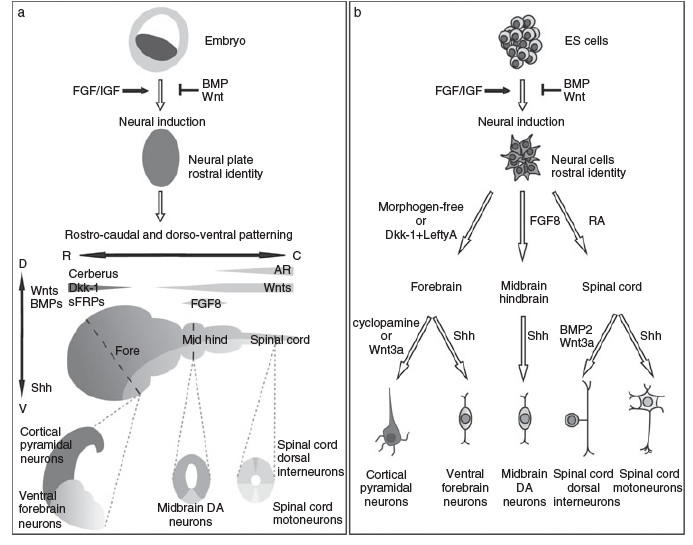 a
Embryo
FGF/IGF
BMP
Wnt
Neural induction
Neural plate
rostral identity
Rostro-caudal and dorso-ventral patterning
R
C
D
AR
Cerberus
Wnts
Dkk-1
Wnts
BMPs
sFRPs
FGF8
Fore
Mid hind
Spinal cord
Shh
V
Cortical
pyramidal
neurons
Ventral
forebrain
neurons
Midbrain DA
neurons
Spinal cord
dorsal
interneurons
Spinal cord
motoneurons
b
ES cells
FGF/IGF
BMP
Wnt
Neural induction
Neural cells
rostral identity
Morphogen-free
or
Dkk-1+LeftyA
FGF8
RA
Forebrain
Midbrain
hindbrain
Spinal cord
cyclopamine
or
Wnt3a
Shh
Shh
BMP2
Wnt3a
Shh
Cortical
pyramidal
neurons
Ventral
forebrain
neurons
Midbrain
DA
neurons
Spinal cord
dorsal
interneurons
Spinal cord
motoneurons